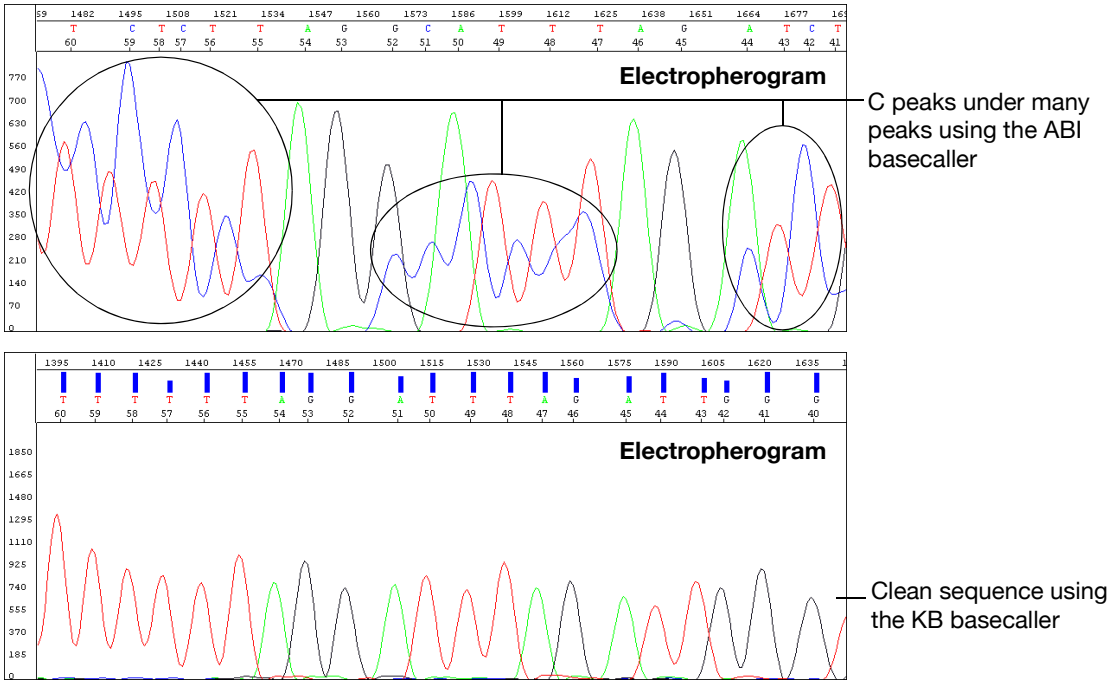 59 1482 1495 1508 1521 1534 1547 1560 1573 1586 1599 1612 1625 1638 1651 1664 1677 169
T C T C T T A G G C A T T T A G A T C T
60 59 58 57 56 55 54 53 52 51 50 49 48 47 46 45 44 43 42 41
Electropherogram
770
700
630
560
490
420
350
280
210
140
70
0
C peaks under many
peaks using the ABI
basecaller
1395 1410 1425 1440 1455 1470 1485 1500 1515 1530 1545 1560 1575 1590 1605 1620 1635 1
T T T T T T A G G A T T T A G A T T G G G
60 59 58 57 56 55 54 53 52 51 50 49 48 47 46 45 44 43 42 41 40
Electropherogram
1850
1665
1480
1295
1110
925
740
555
370
185
0
Clean sequence using
the KB basecaller